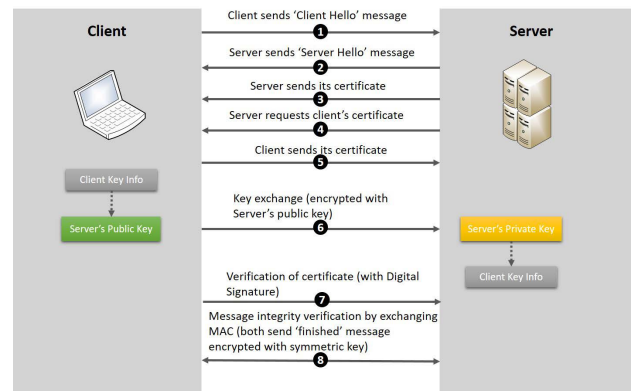 Client
Server
Client sends ‘Client Hello’ message
1
Server sends ‘Server Hello’ message
2
Server sends its certificate
3
Server requests client’s certificate
4
Client sends its certificate
5
Client Key Info
Server’s Public Key
Key exchange (encrypted with
Server’s public key)
6
Server’s Private Key
Client Key Info
Verification of certificate (with Digital
Signature)
7
Message integrity verification by exchanging
MAC (both send ‘finished’ message
encrypted with symmetric key)
8